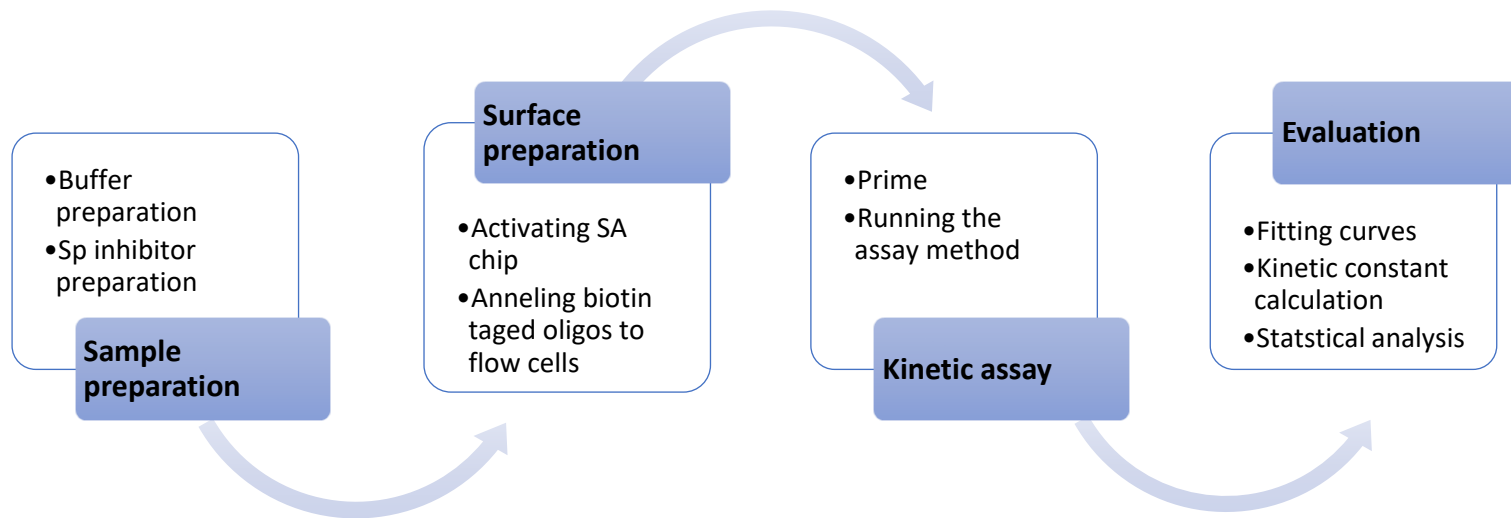 •Buffer
preparation
•Sp inhibitor
preparation
Sample
preparation
Surface
preparation
•Activating SA
chip
•Anneling biotin
taged oligos to
flow cells
•Prime
•Running the
assay method
Kinetic assay
Evaluation
•Fitting curves
•Kinetic constant
calculation
•Statstical analysis